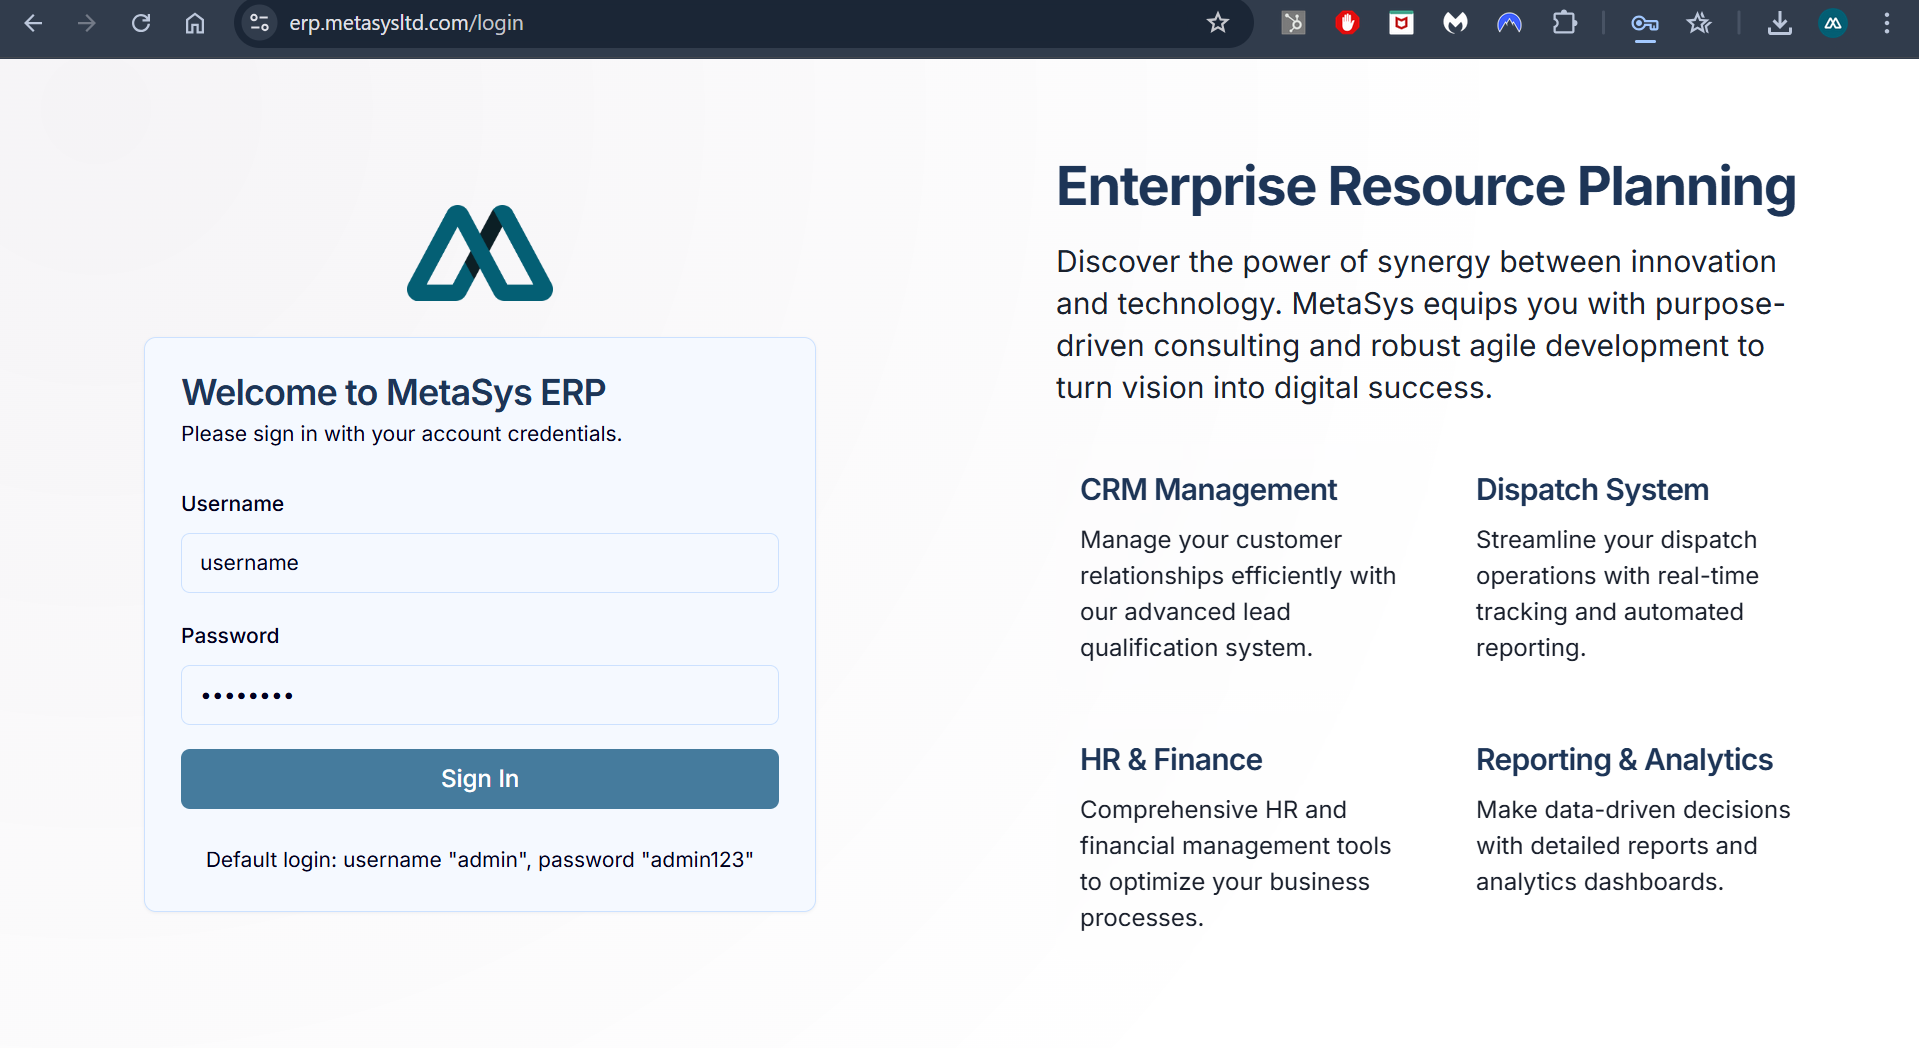 erp.metasysltd.com/login
Welcome to MetaSys ERP
Please sign in with your account credentials.
Username
username
Password
••••••••
Sign In
Default login: username "admin", password "admin123"
Enterprise Resource Planning
Discover the power of synergy between innovation
and technology. MetaSys equips you with purpose-
driven consulting and robust agile development to
turn vision into digital success.
CRM Management
Manage your customer
relationships efficiently with
our advanced lead
qualification system.
Dispatch System
Streamline your dispatch
operations with real-time
tracking and automated
reporting.
HR & Finance
Comprehensive HR and
financial management tools
to optimize your business
processes.
Reporting & Analytics
Make data-driven decisions
with detailed reports and
analytics dashboards.